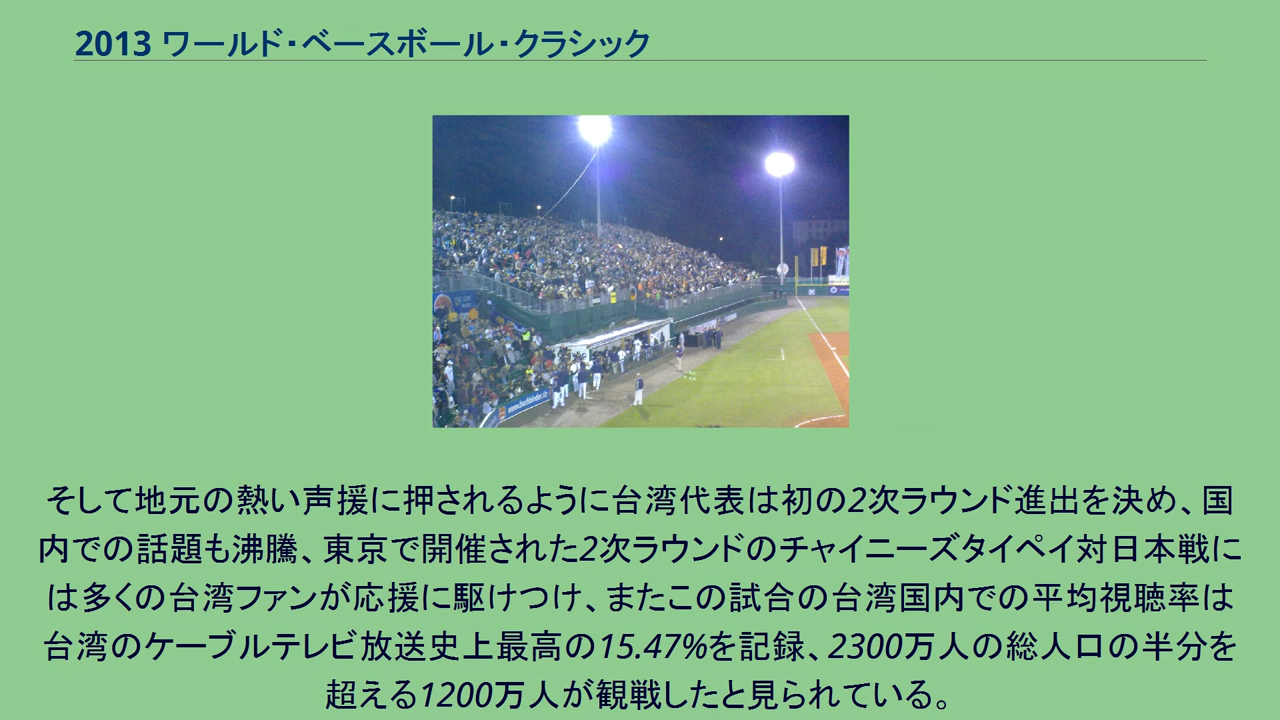 2013 ワールド・ベースボール・クラシック
www.buchbinder.de
そして地元の熱い声援に押されるように台湾代表は初の2次ラウンド進出を決め、国
内での話題も沸騰、東京で開催された2次ラウンドのチャイニーズタイペイ対日本戦に
は多くの台湾ファンが応援に駆けつけ、またこの試合の台湾国内での平均視聴率は
台湾のケーブルテレビ放送史上最高の15.47%を記録、2300万人の総人口の半分を
超える1200万人が観戦したと見られている。